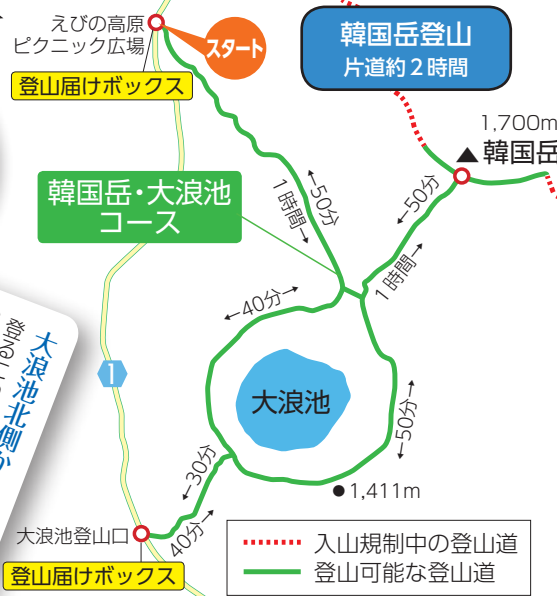 えびの高原
ピクニック広場
スタート
登山届けボックス
韓国岳登山
片道約2時間
1,700m
▲韓国岳
韓国岳・大浪池
コース
←50分
1時間→
←50分
1時間→
←40分→
大浪池
←50分→
1
大浪池北側か
登る
←30分
40分→
●1,411m
大浪池登山口
登山届けボックス
入山規制中の登山道
登山可能な登山道